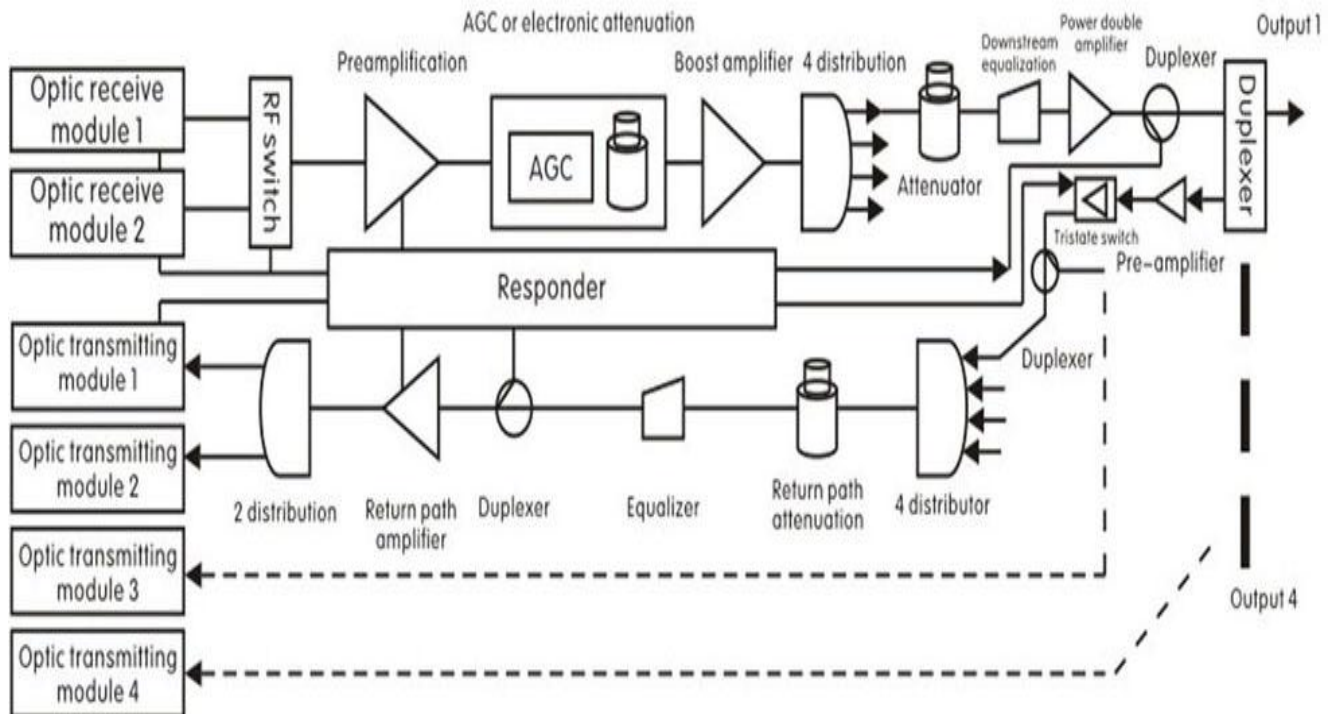 AGC or electronic attenuation
Power double
amplifier
Output 1
Preamplification
Boost amplifier
4 distribution
Downstream
equalization
Duplexer
Optic receive
module 1
RF switch
AGC
Duplexer
Optic receive
module 2
Attenuator
Tristate switch
Pre-amplifier
Responder
Optic transmitting
module 1
Duplexer
Optic transmitting
module 2
2 distribution
Return path
amplifier
Duplexer
Equalizer
Return path
attenuation
4 distributor
Optic transmitting
module 3
Output 4
Optic transmitting
module 4